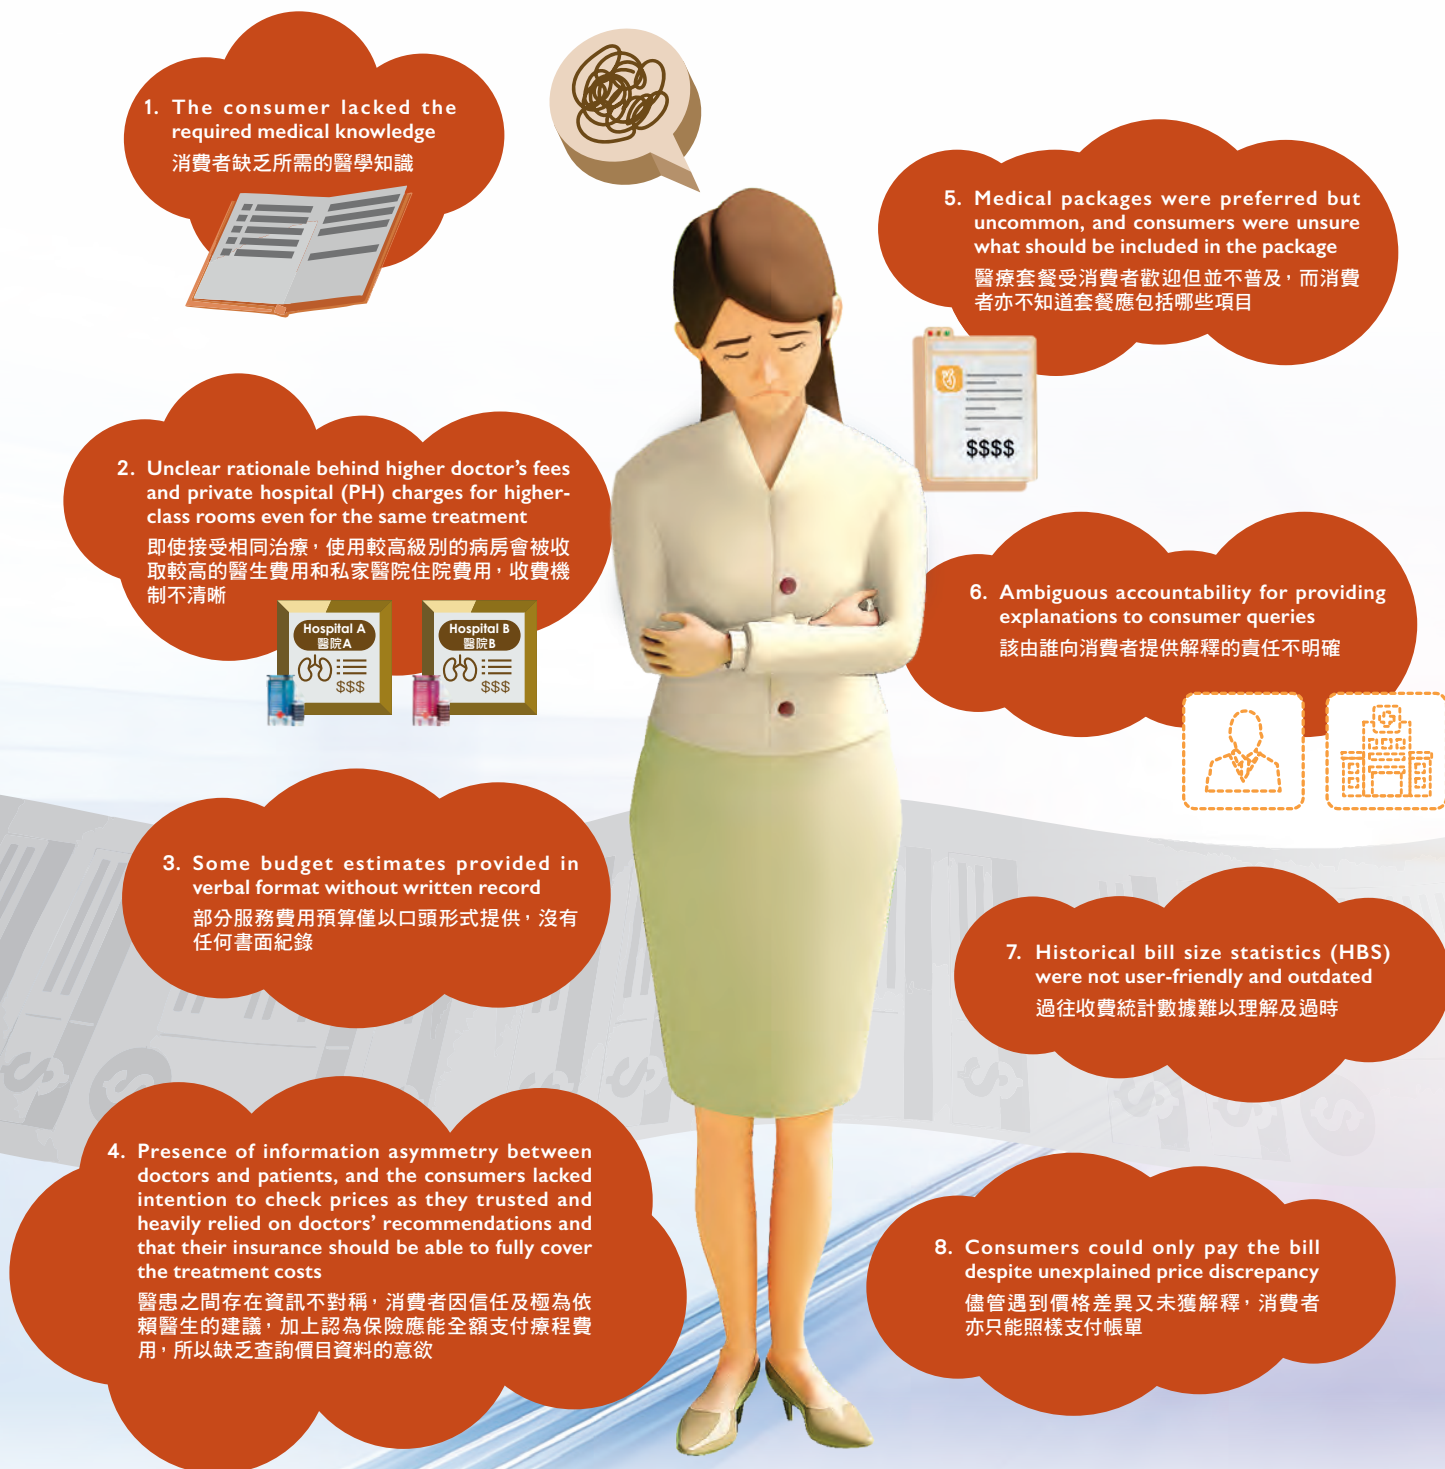 1. The consumer lacked the
required medical knowledge
消費者缺乏所需的醫學知識
2. Unclear rationale behind higher doctor's fees
and private hospital (PH) charges for higher-
class rooms even for the same treatment
即使接受相同治療，使用較高級別的病房會被收
取較高的醫生費用和私家醫院住院費用，收費機
制不清晰
Hospital A
醫院A
$$$
Hospital B
醫院B
$$$
3. Some budget estimates provided in
verbal format without written record
部分服務費用預算僅以口頭形式提供，沒有
任何書面紀錄
4. Presence of information asymmetry between
doctors and patients, and the consumers lacked
intention to check prices as they trusted and
heavily relied on doctors' recommendations and
that their insurance should be able to fully cover
the treatment costs
醫患之間存在資訊不對稱，消費者因信任及極為依
賴醫生的建議，加上認為保險應能全額支付療程費
用，所以缺乏查詢價目資料的意欲
5. Medical packages were preferred but
uncommon, and consumers were unsure
what should be included in the package
醫療套餐受消費者歡迎但並不普及，而消費
者亦不知道套餐應包括哪些項目
$$$$
6. Ambiguous accountability for providing
explanations to consumer queries
該由誰向消費者提供解釋的責任不明確
7. Historical bill size statistics (HBS)
were not user-friendly and outdated
過往收費統計數據難以理解及過時
8. Consumers could only pay the bill
despite unexplained price discrepancy
儘管遇到價格差異又未獲解釋，消費者
亦只能照樣支付帳單